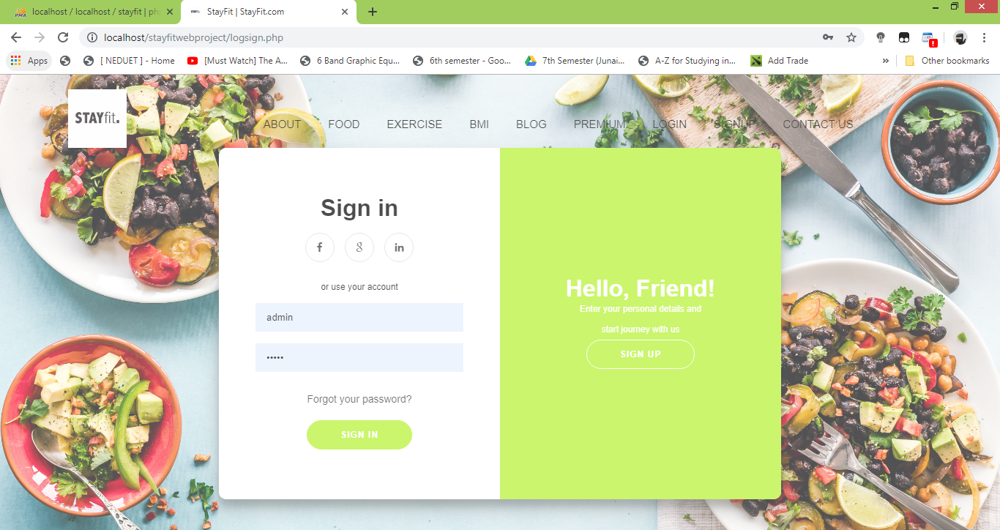 localhost / localhost / stayfit | ph
StayFit | StayFit.com
localhost/stayfitwebproject/logsign.php
Apps
[ NEDUET ] - Home
[Must Watch] The A...
6 Band Graphic Equ...
6th semester - Goo...
7th Semester (Junai...
A-Z for Studying in...
Add Trade
»
Other bookmarks
STAYfit.
ABOUT
FOOD
EXERCISE
BMI
BLOG
PREMIUM
LOGIN
SIGNUP
CONTACT US
Sign in
or use your account
admin
•••••
Forgot your password?
SIGN IN
Hello, Friend!
Enter your personal details and
start journey with us
SIGN UP